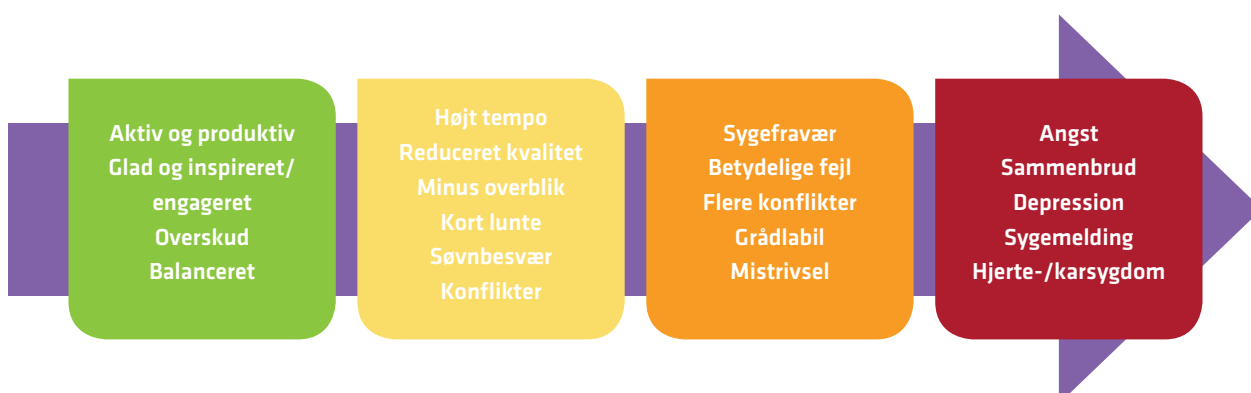 Aktiv og produktiv
Glad og inspireret/
engageret
Overskud
Balanceret
Højt tempo
Reduceret kvalitet
Minus overblik
Kort lunte
Søvnbesvær
Konflikter
Sygefravær
Betydelige fejl
Flere konflikter
Grådlabil
Mistrivsel
Angst
Sammenbrud
Depression
Sygemelding
Hjerte-/karsygdom